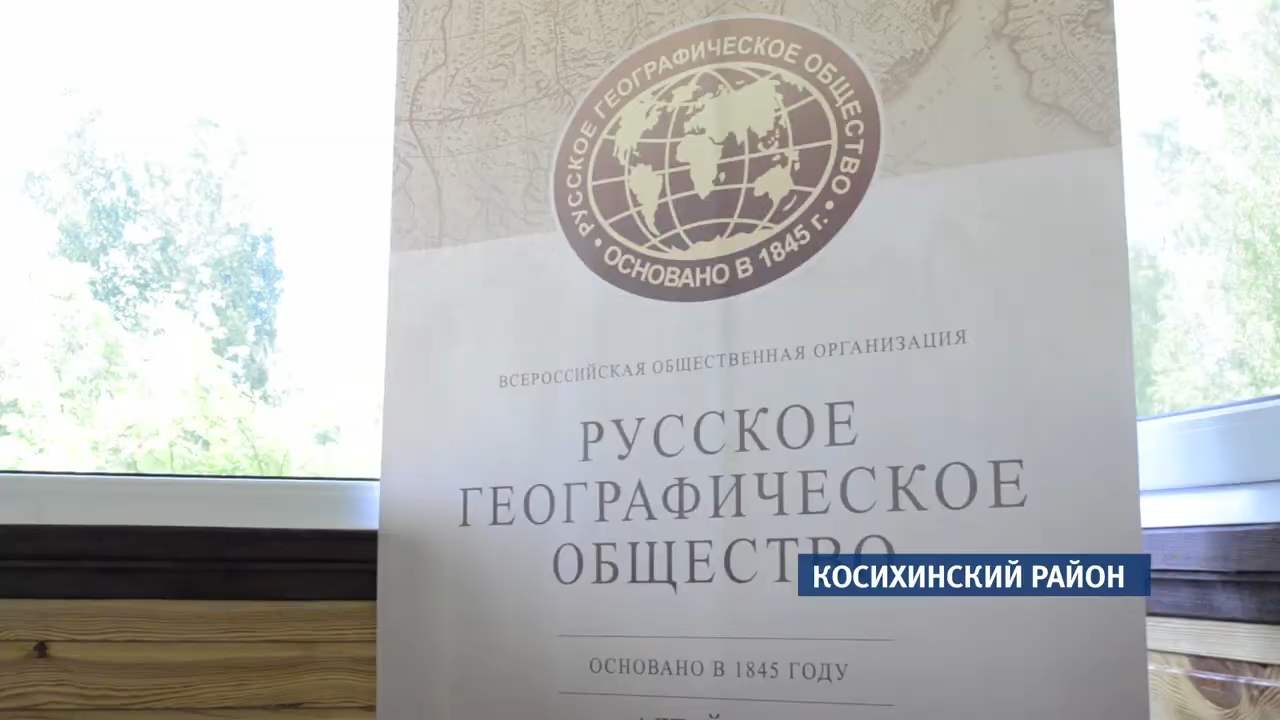 РУССКОЕ ГЕОГРАФИЧЕСКОЕ ОБЩЕСТВО
• ОСНОВАНО В 1845 г. •
ВСЕРОССИЙСКАЯ ОБЩЕСТВЕННАЯ ОРГАНИЗАЦИЯ
РУССКОЕ
ГЕОГРАФИЧЕСКОЕ
ОБЩЕСТВО
КОСИХИНСКИЙ РАЙОН
ОСНОВАНО В 1845 ГОДУ